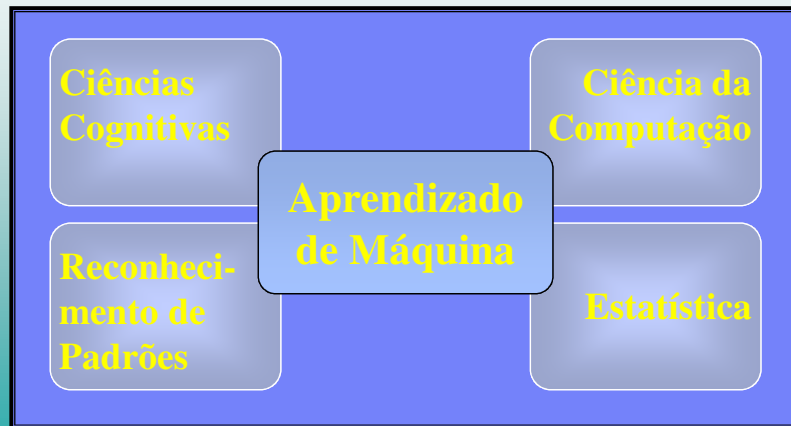 Ciências
Cognitivas
Ciência da
Computação
Aprendizado
de Máquina
Reconheci-
mento de
Padrões
Estatística